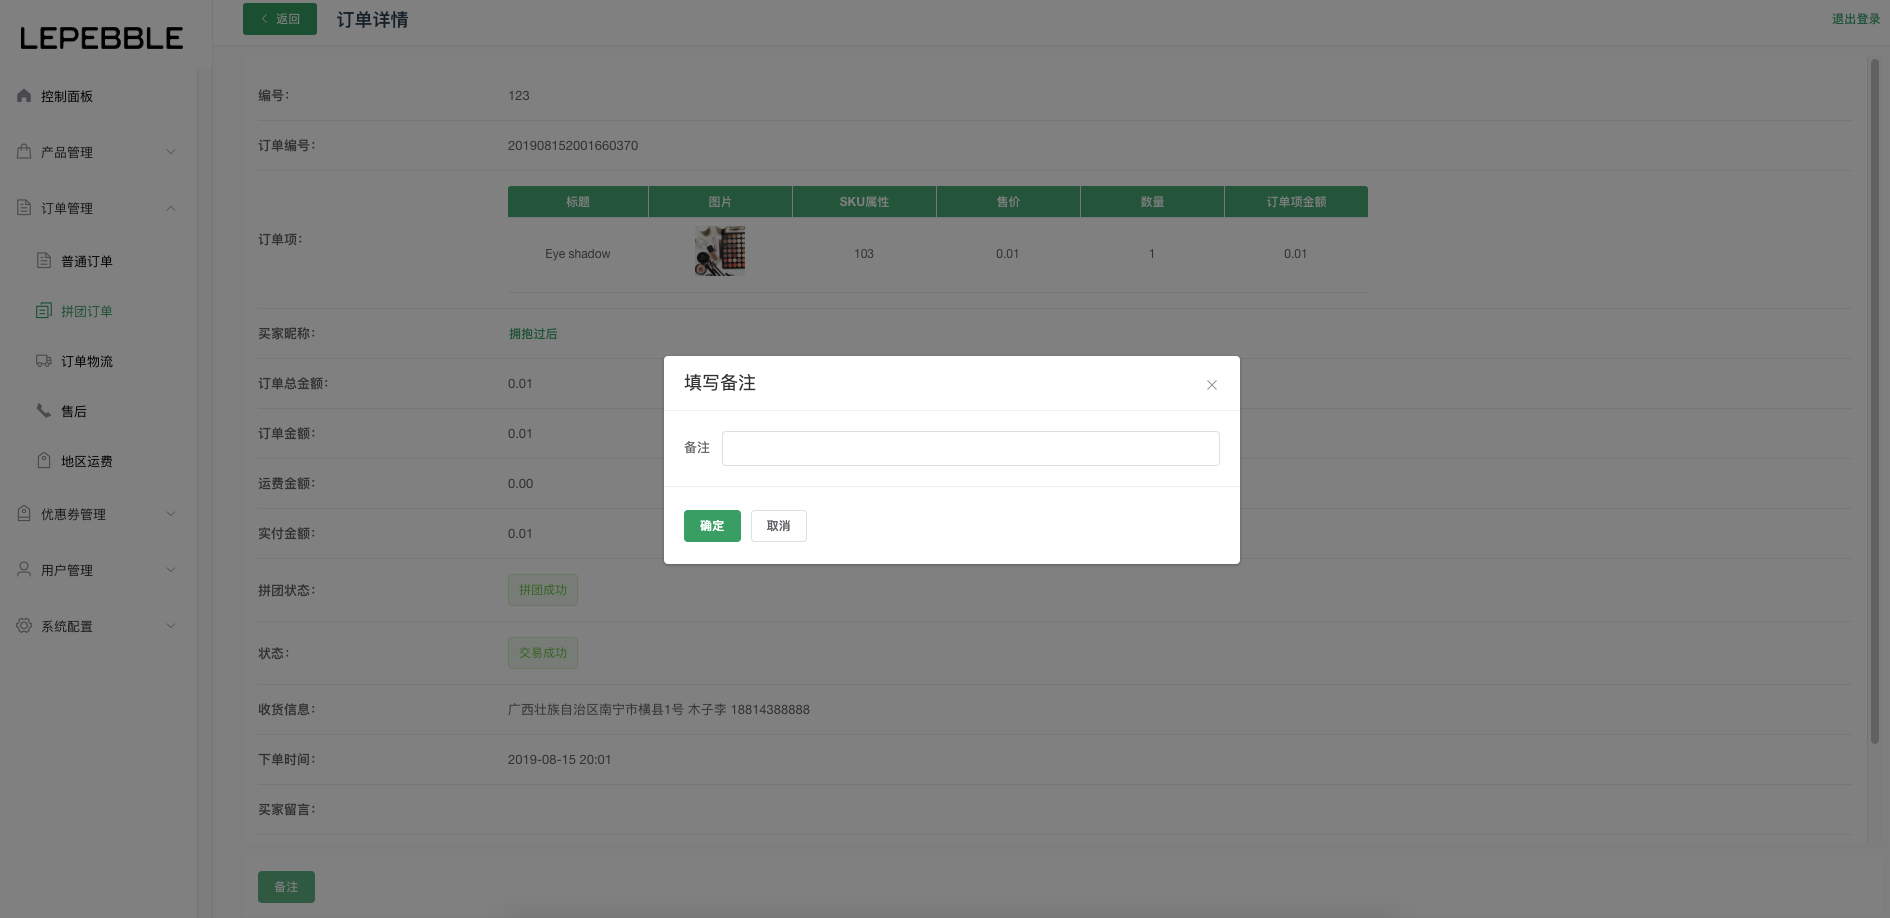 LEPEBBLE
返回
订单详情
退出登录
控制面板
产品管理
订单管理
普通订单
拼团订单
订单物流
售后
地区运费
优惠券管理
用户管理
系统配置
编号： 123
订单编号： 201908152001660370
订单项：
标题 图片 SKU属性 售价 数量 订单项金额
Eye shadow 103 0.01 1 0.01
买家昵称： 拥抱过后
订单总金额： 0.01
订单金额： 0.01
运费金额： 0.00
实付金额： 0.01
拼团状态： 拼团成功
状态： 交易成功
收货信息： 广西壮族自治区南宁市横县1号 木子李 18814388888
下单时间： 2019-08-15 20:01
买家留言：
备注
填写备注
备注
确定 取消